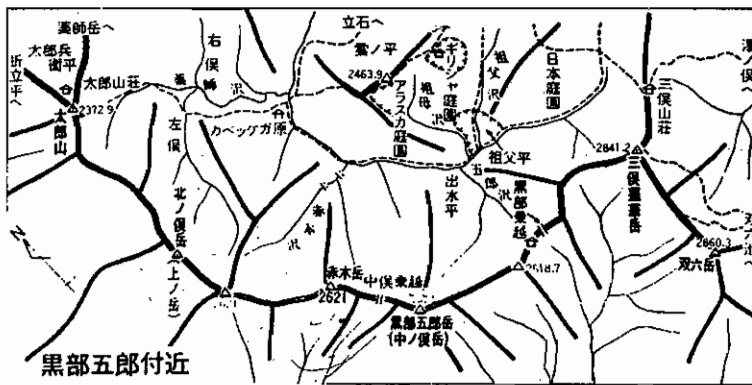 薬師岳へ
太郎兵衛平
折立平へ
太郎山荘
2372.9
太郎山
右俣
薬師沢
左俣
カベッケガ原
立石へ
雲ノ平
2463.9
アラスカ庭園
ギリシャ庭園
祖母沢
祖父沢
日本庭園
三俣山荘
2841.2
三俣蓮華岳
2860.3
双六岳
祖父平
五郎沢
出水平
赤木沢
黒部乗越
2618.7
北ノ俣岳
(上ノ岳)
赤木岳
2621
中俣乗越
黒部五郎岳
(中ノ俣岳)
黒部五郎付近